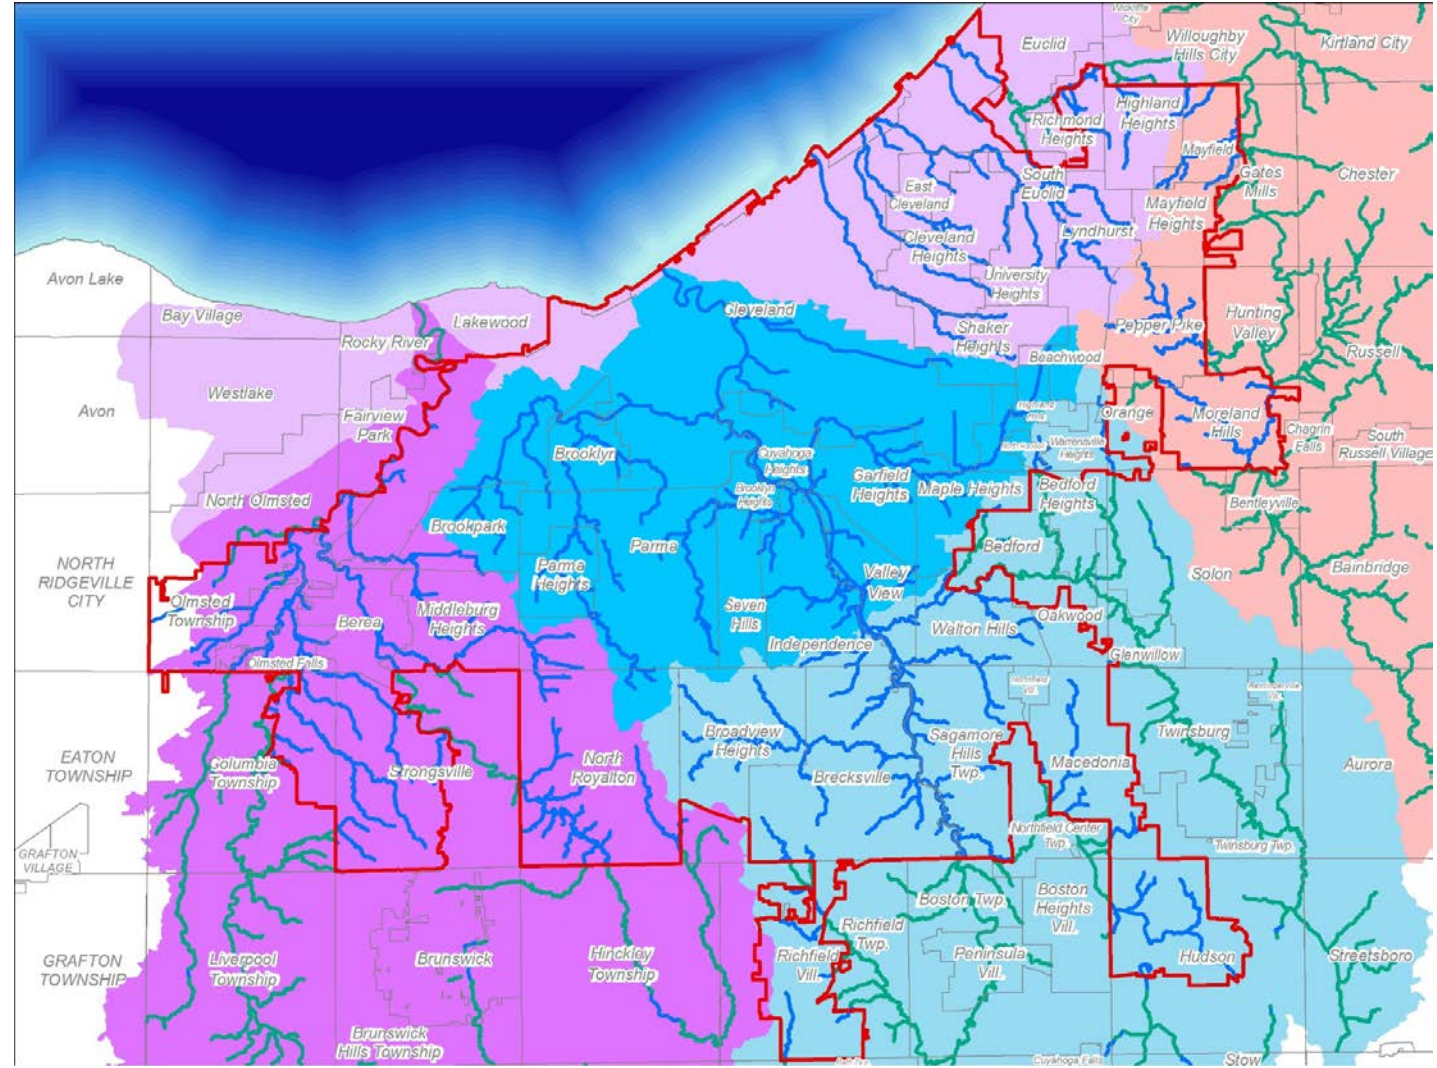 Wickliffe
City
Euclid
Willoughby
Hills City
Kirtland City
Richmond
Heights
Highland
Heights
Mayfield
Gates
Mills
Chester
East
Cleveland
South
Euclid
Mayfield
Heights
Cleveland
Heights
Lyndhurst
University
Heights
Avon Lake
Bay Village
Lakewood
Cleveland
Shaker
Heights
Pepper Pike
Hunting
Valley
Rocky River
Beachwood
Russell
Westlake
Avon
Fairview
Park
Orange
Moreland
Hills
Chagrin
Falls
South
Russell Village
Brooklyn
Cuyahoga
Heights
Warrensville
Heights
Garfield
Heights
Maple Heights
Bedford
Heights
Brooklyn
Heights
North Olmsted
Brookpark
Bentleyville
Parma
Bedford
NORTH
RIDGEVILLE
CITY
Parma
Heights
Valley
View
Solon
Bainbridge
Olmsted
Township
Berea
Middleburg
Heights
Seven
Hills
Independence
Walton Hills
Oakwood
Olmsted Falls
Glenwillow
Northfield
Vill.
Reminderville
Vill.
EATON
TOWNSHIP
Columbia
Township
Strongsville
North
Royalton
Broadview
Heights
Brecksville
Sagamore
Hills
Twp.
Macedonia
Twinsburg
Aurora
GRAFTON
VILLAGE
Northfield Center
Twp.
Twinsburg Twp.
Boston Twp.
Boston
Heights
Vill.
Richfield
Twp.
GRAFTON
TOWNSHIP
Liverpool
Township
Brunswick
Hinckley
Township
Richfield
Vill.
Peninsula
Vill.
Hudson
Streetsboro
Brunswick
Hills Township
Cuyahoga Falls
Stow